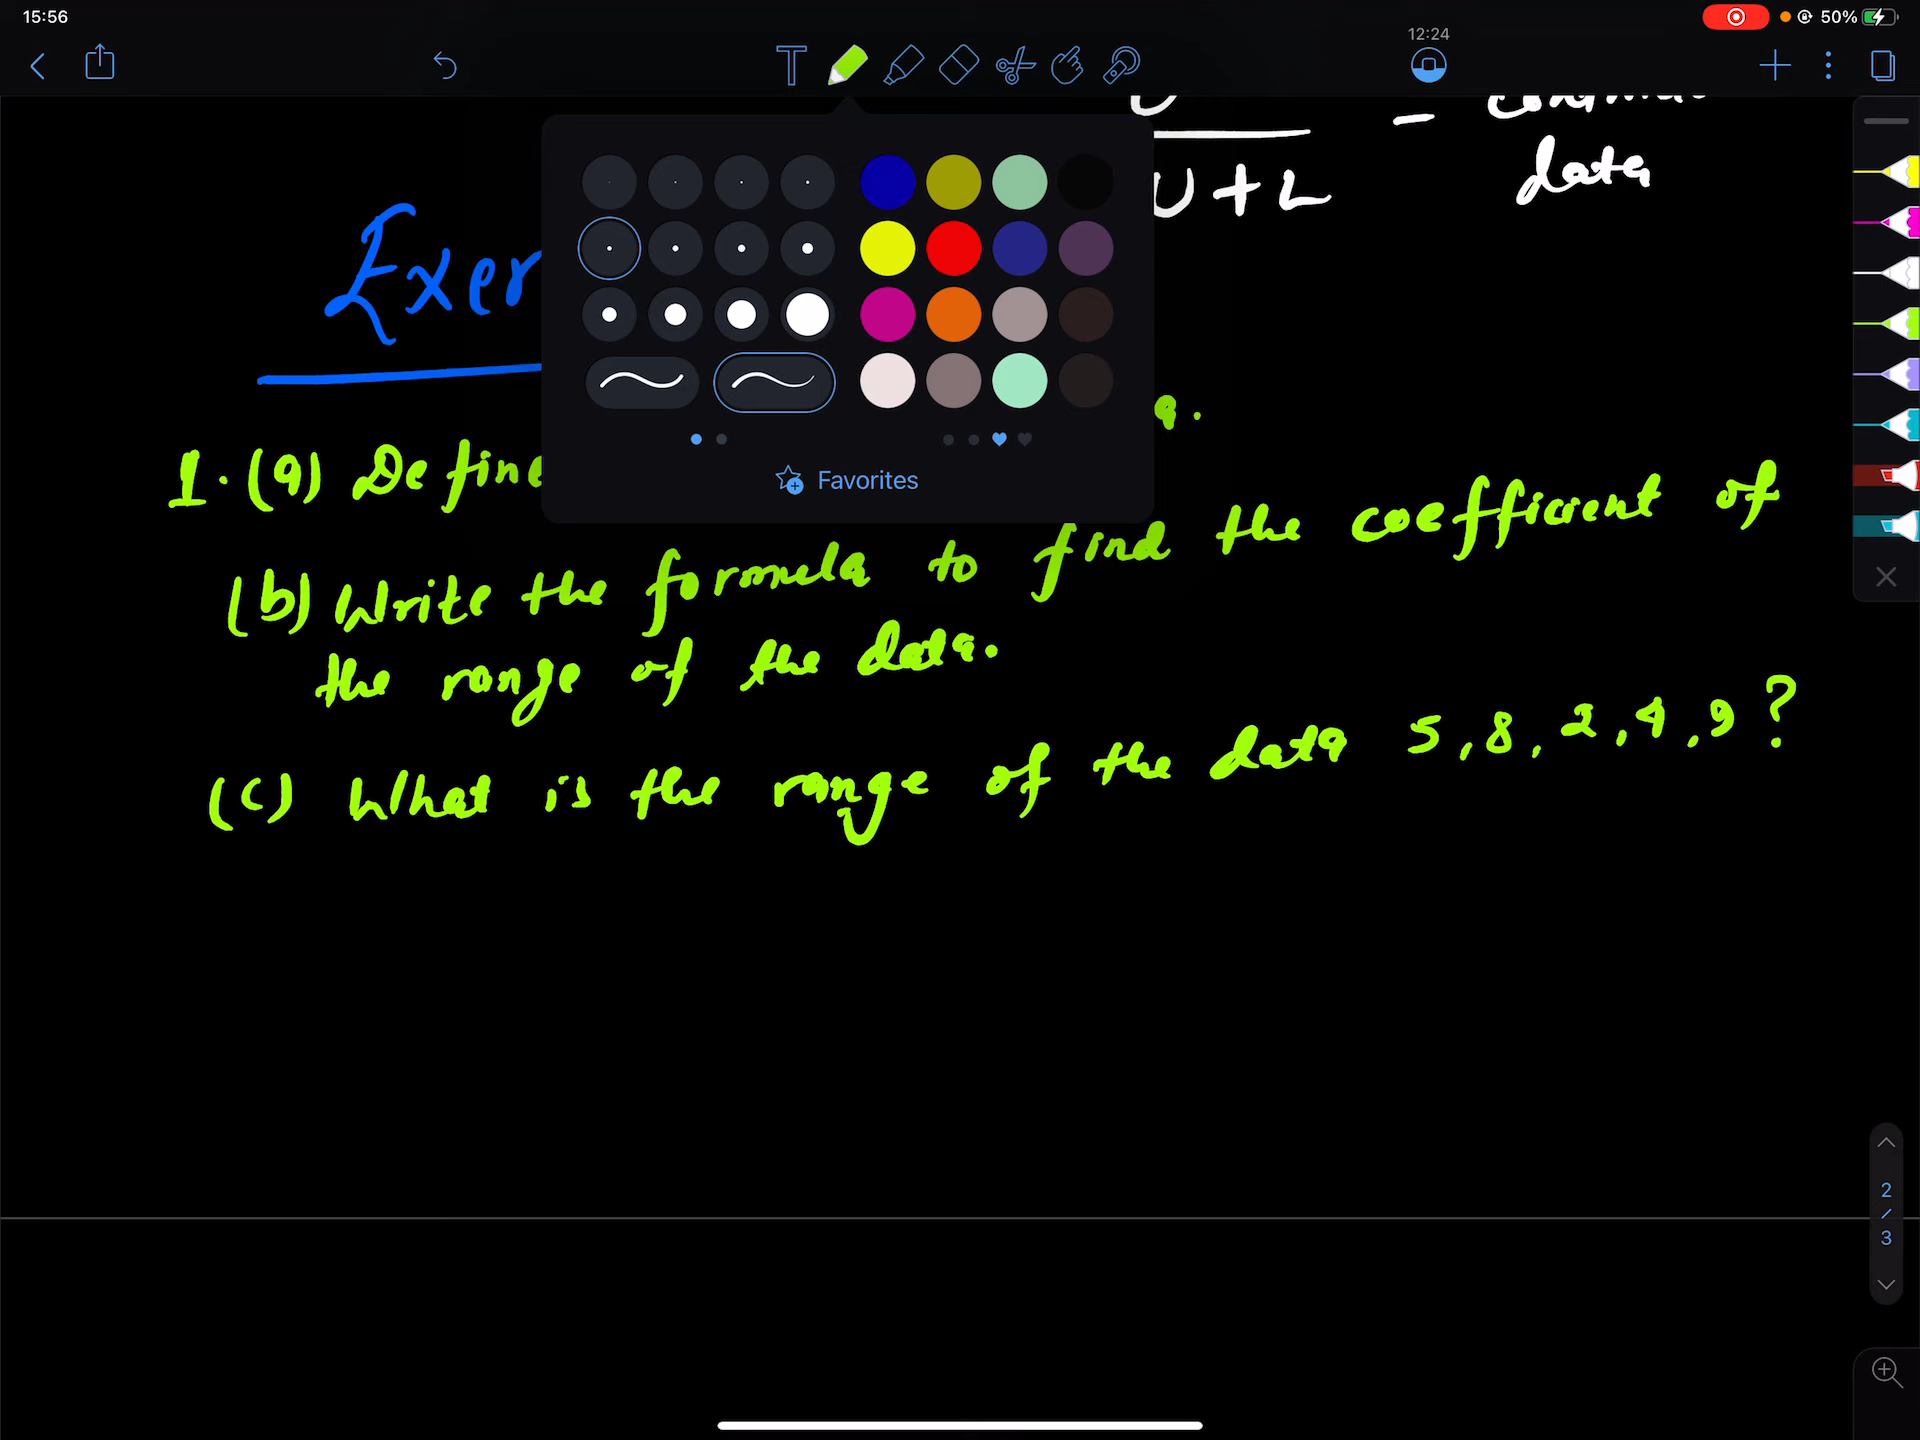 15:56
50%
12:24
data
U+L
Exer
1.(a) Define
(b) Write the formula to find the coefficient of
the range of the data.
(c) What is the range of the data 5, 8, 2, 4, 9?
Favorites
2
/
3